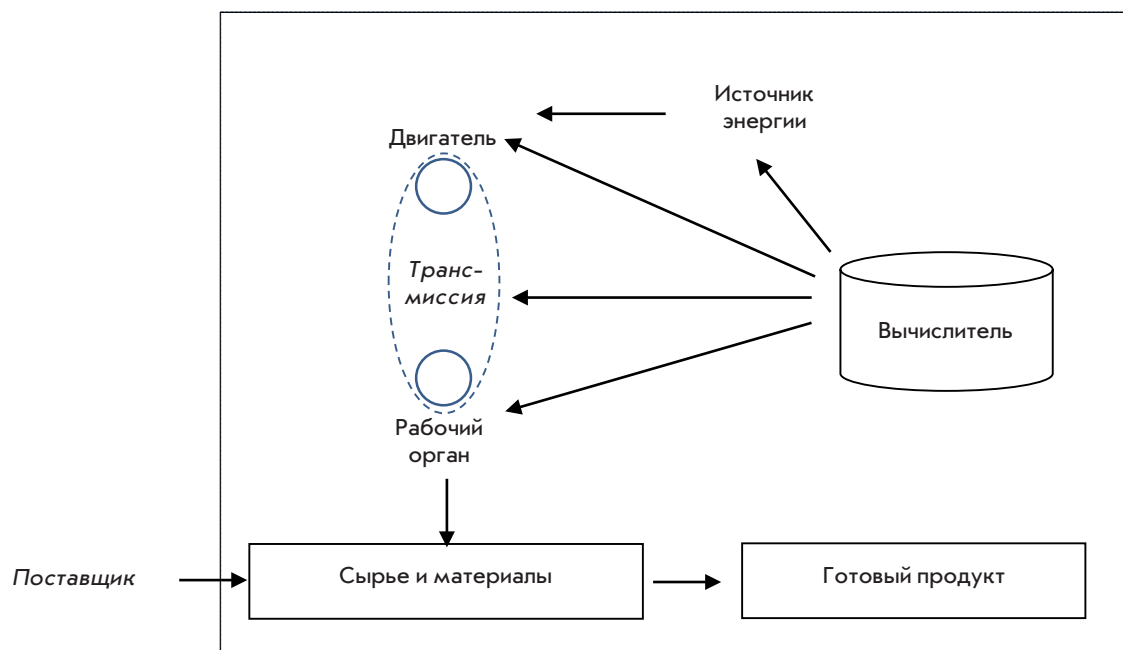 Источник
энергии
Двигатель
Транс-
миссия
Вычислитель
Рабочий
орган
Поставщик
Сырье и материалы
Готовый продукт